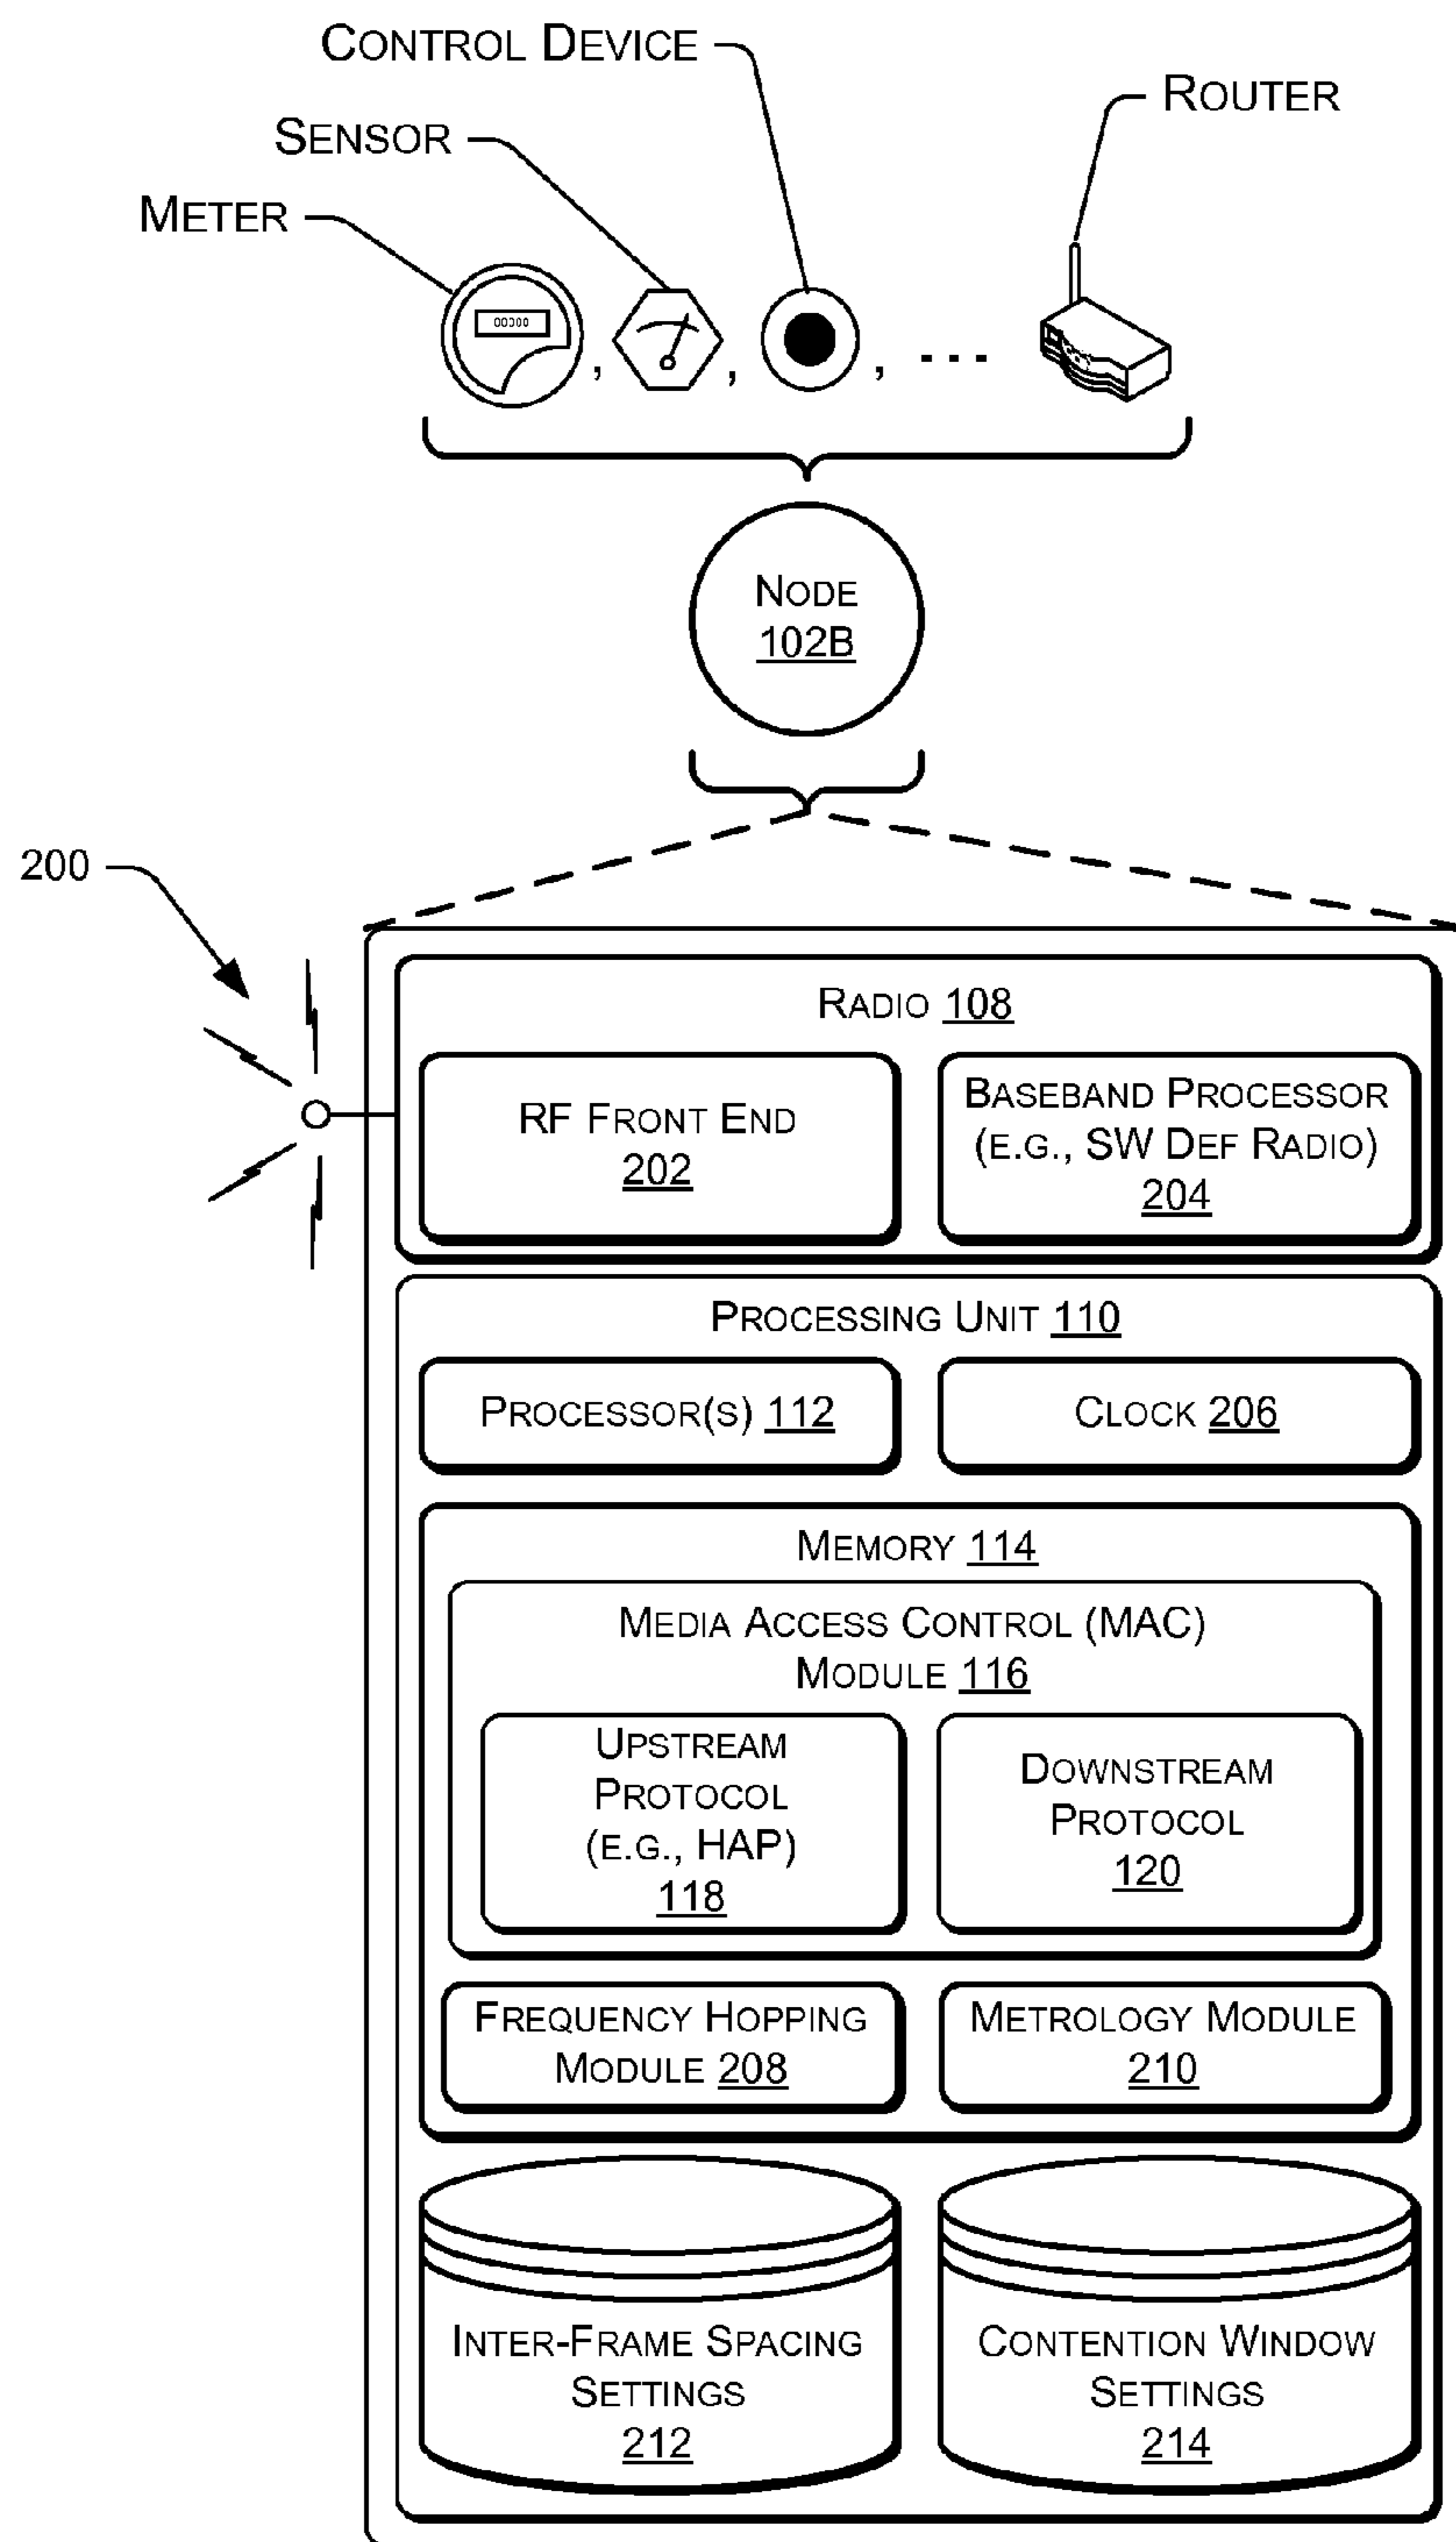 CONTROL DEVICE
ROUTER
SENSOR
METER
00000
, , , ...
NODE
102B
200
RADIO 108
RF FRONT END
202
BASEBAND PROCESSOR
(E.G., SW DEF RADIO)
204
PROCESSING UNIT 110
PROCESSOR(S) 112
CLOCK 206
MEMORY 114
MEDIA ACCESS CONTROL (MAC)
MODULE 116
UPSTREAM
PROTOCOL
(E.G., HAP)
118
DOWNSTREAM
PROTOCOL
120
FREQUENCY HOPPING
MODULE 208
METROLOGY MODULE
210
INTER-FRAME SPACING
SETTINGS
212
CONTENTION WINDOW
SETTINGS
214